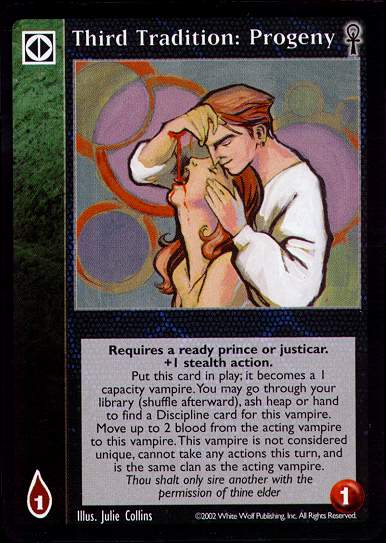 Third Tradition: Progeny
Requires a ready prince or justicar.
+1 stealth action.
Put this card in play; it becomes a 1
capacity vampire. You may go through your
library (shuffle afterward), ash heap or hand
to find a Discipline card for this vampire.
Move up to 2 blood from the acting vampire
to this vampire. This vampire is not considered
unique, cannot take any actions this turn, and
is the same clan as the acting vampire.
Thou shalt only sire another with the
permission of thine elder
1
1
Illus. Julie Collins
©2002 White Wolf Publishing, Inc. All Rights Reserved.